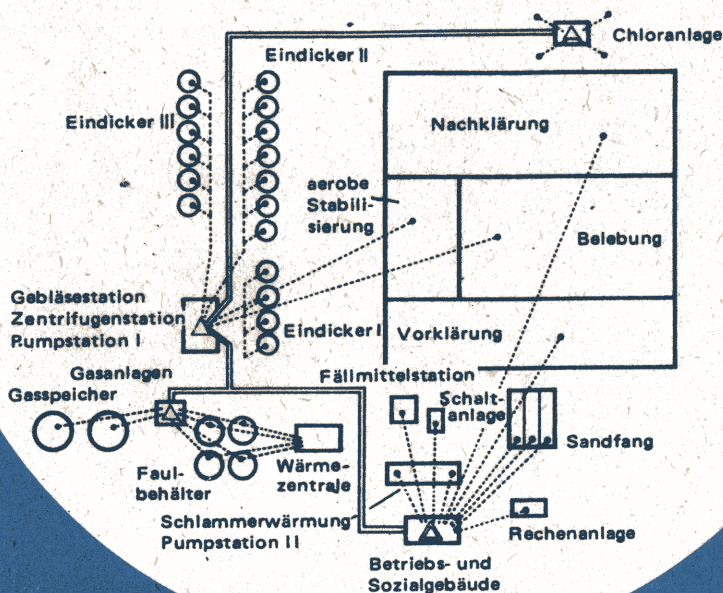 Chloranlage
Eindicker II
Eindicker III
Nachklärung
aerobe
Stabili-
sierung
Belebung
Gebläsestation
Zentrifugenstation
Pumpstation I
Eindicker I
Vorklärung
Gasanlagen
Gasspeicher
Fällmittelstation
Schalt-
anlage
Sandfang
Faul-
behälter
Wärme-
zentrale
Schlammerwärmung
Pumpstation II
Rechenanlage
Betriebs- und
Sozialgebäude